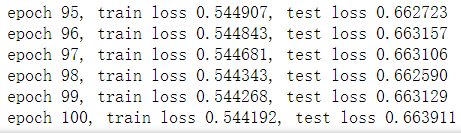 epoch 95, train loss 0.544907, test loss 0.662723
epoch 96, train loss 0.544843, test loss 0.663157
epoch 97, train loss 0.544681, test loss 0.663106
epoch 98, train loss 0.544343, test loss 0.662590
epoch 99, train loss 0.544268, test loss 0.663129
epoch 100, train loss 0.544192, test loss 0.663911